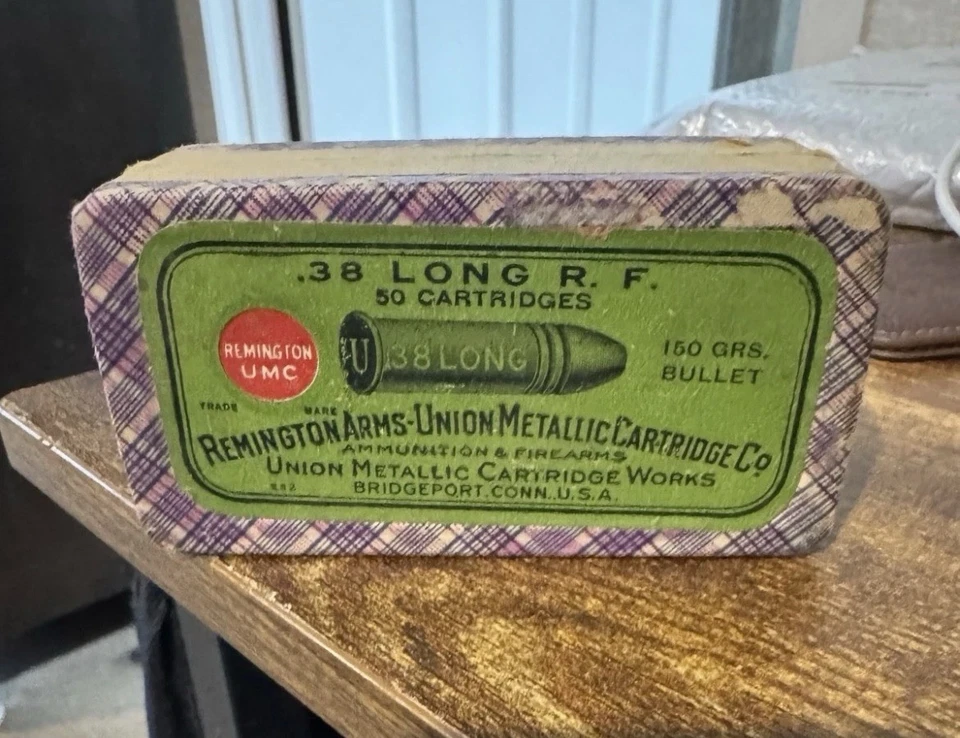 .38 LONG R. F.
50 CARTRIDGES
REMINGTON
UMC
U
.38 LONG
150 GRS.
BULLET
TRADE MARK
REMINGTON ARMS-UNION METALLIC CARTRIDGE CO
AMMUNITION & FIREARMS
UNION METALLIC CARTRIDGE WORKS
BRIDGEPORT. CONN. U.S.A.